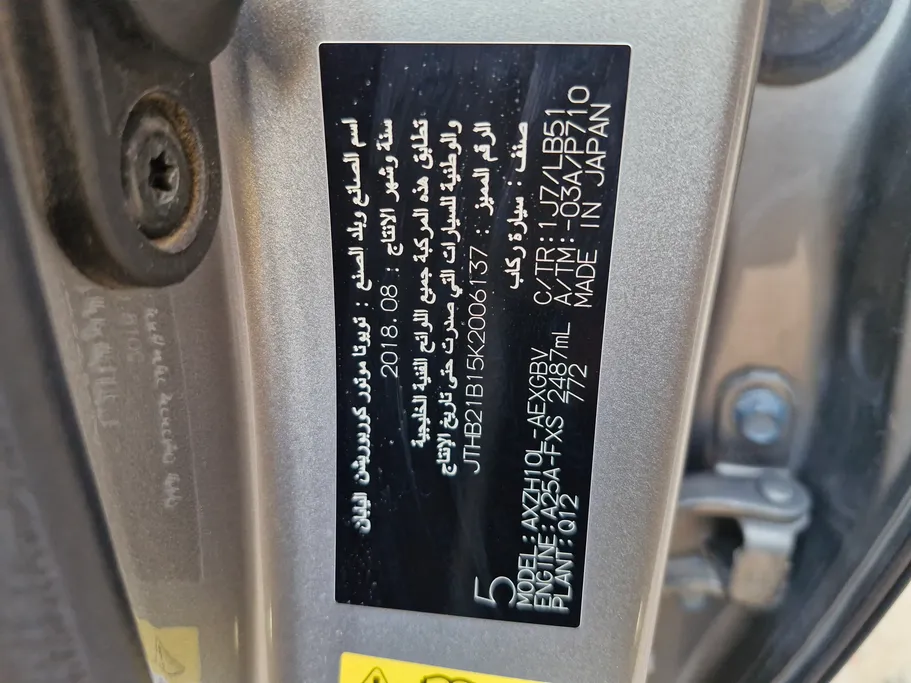 اسم الصانع وبلد الصنع : تويوتا موتور كوربوريشن اليابان
سنة وشهر الانتاج : 2018.08
تطابق هذه المركبة جميع اللوائح الفنية الخليجية
والوطنية للسيارات التي صدرت حتى تاريخ الإنتاج
الرقم المميز : JTHB21B15K2006137
صنف : سيارة ركاب
5
MODEL:AXZH10L-AEXGBV C/TR:1J7/LB51
ENGINE:A25A-FXS 2487mL A/TM:-03A/P710
PLANT:Q12 772 MADE IN JAPAN